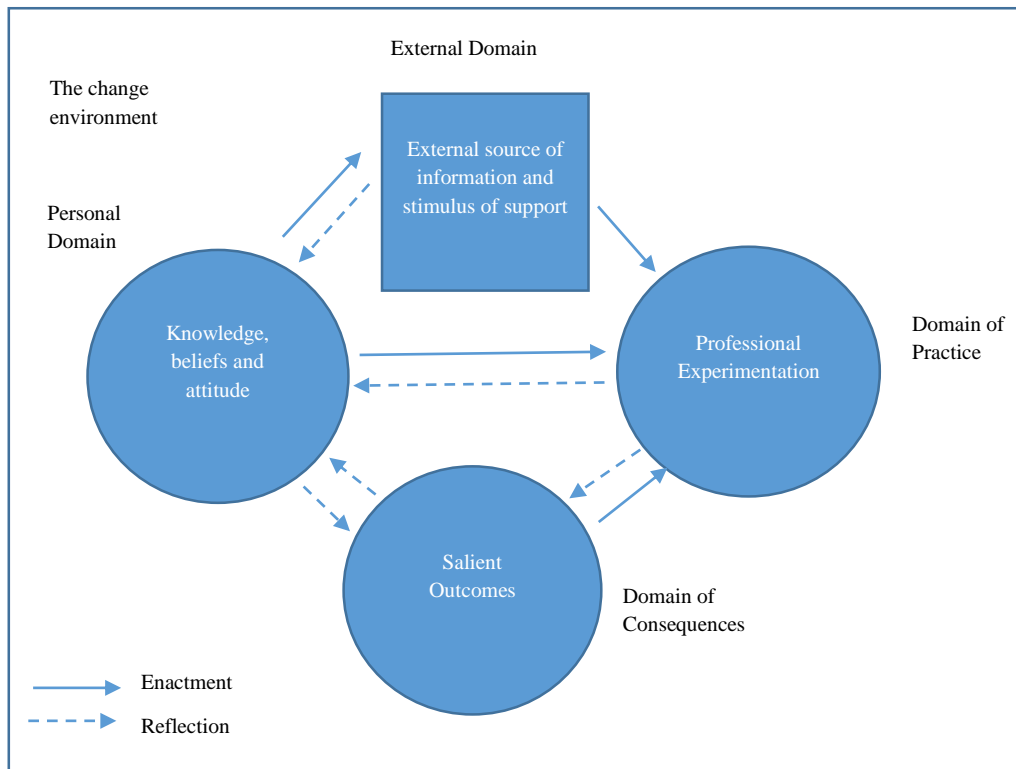 External Domain
The change
environment
External source of
information and
stimulus of support
Personal
Domain
Knowledge,
beliefs and
attitude
Professional
Experimentation
Domain of
Practice
Salient
Outcomes
Domain of
Consequences
Enactment
Reflection